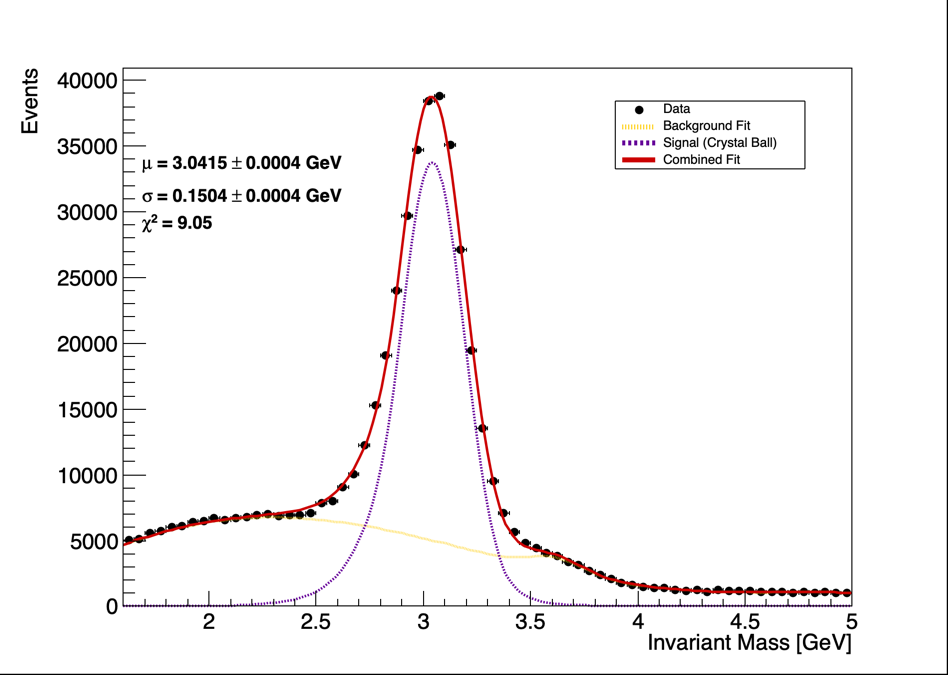 Events
40000
35000
30000
25000
20000
15000
10000
5000
0
μ = 3.0415 ± 0.0004 GeV
σ = 0.1504 ± 0.0004 GeV
χ² = 9.05
Data
Background Fit
Signal (Crystal Ball)
Combined Fit
2 2.5 3 3.5 4 4.5 5
Invariant Mass [GeV]